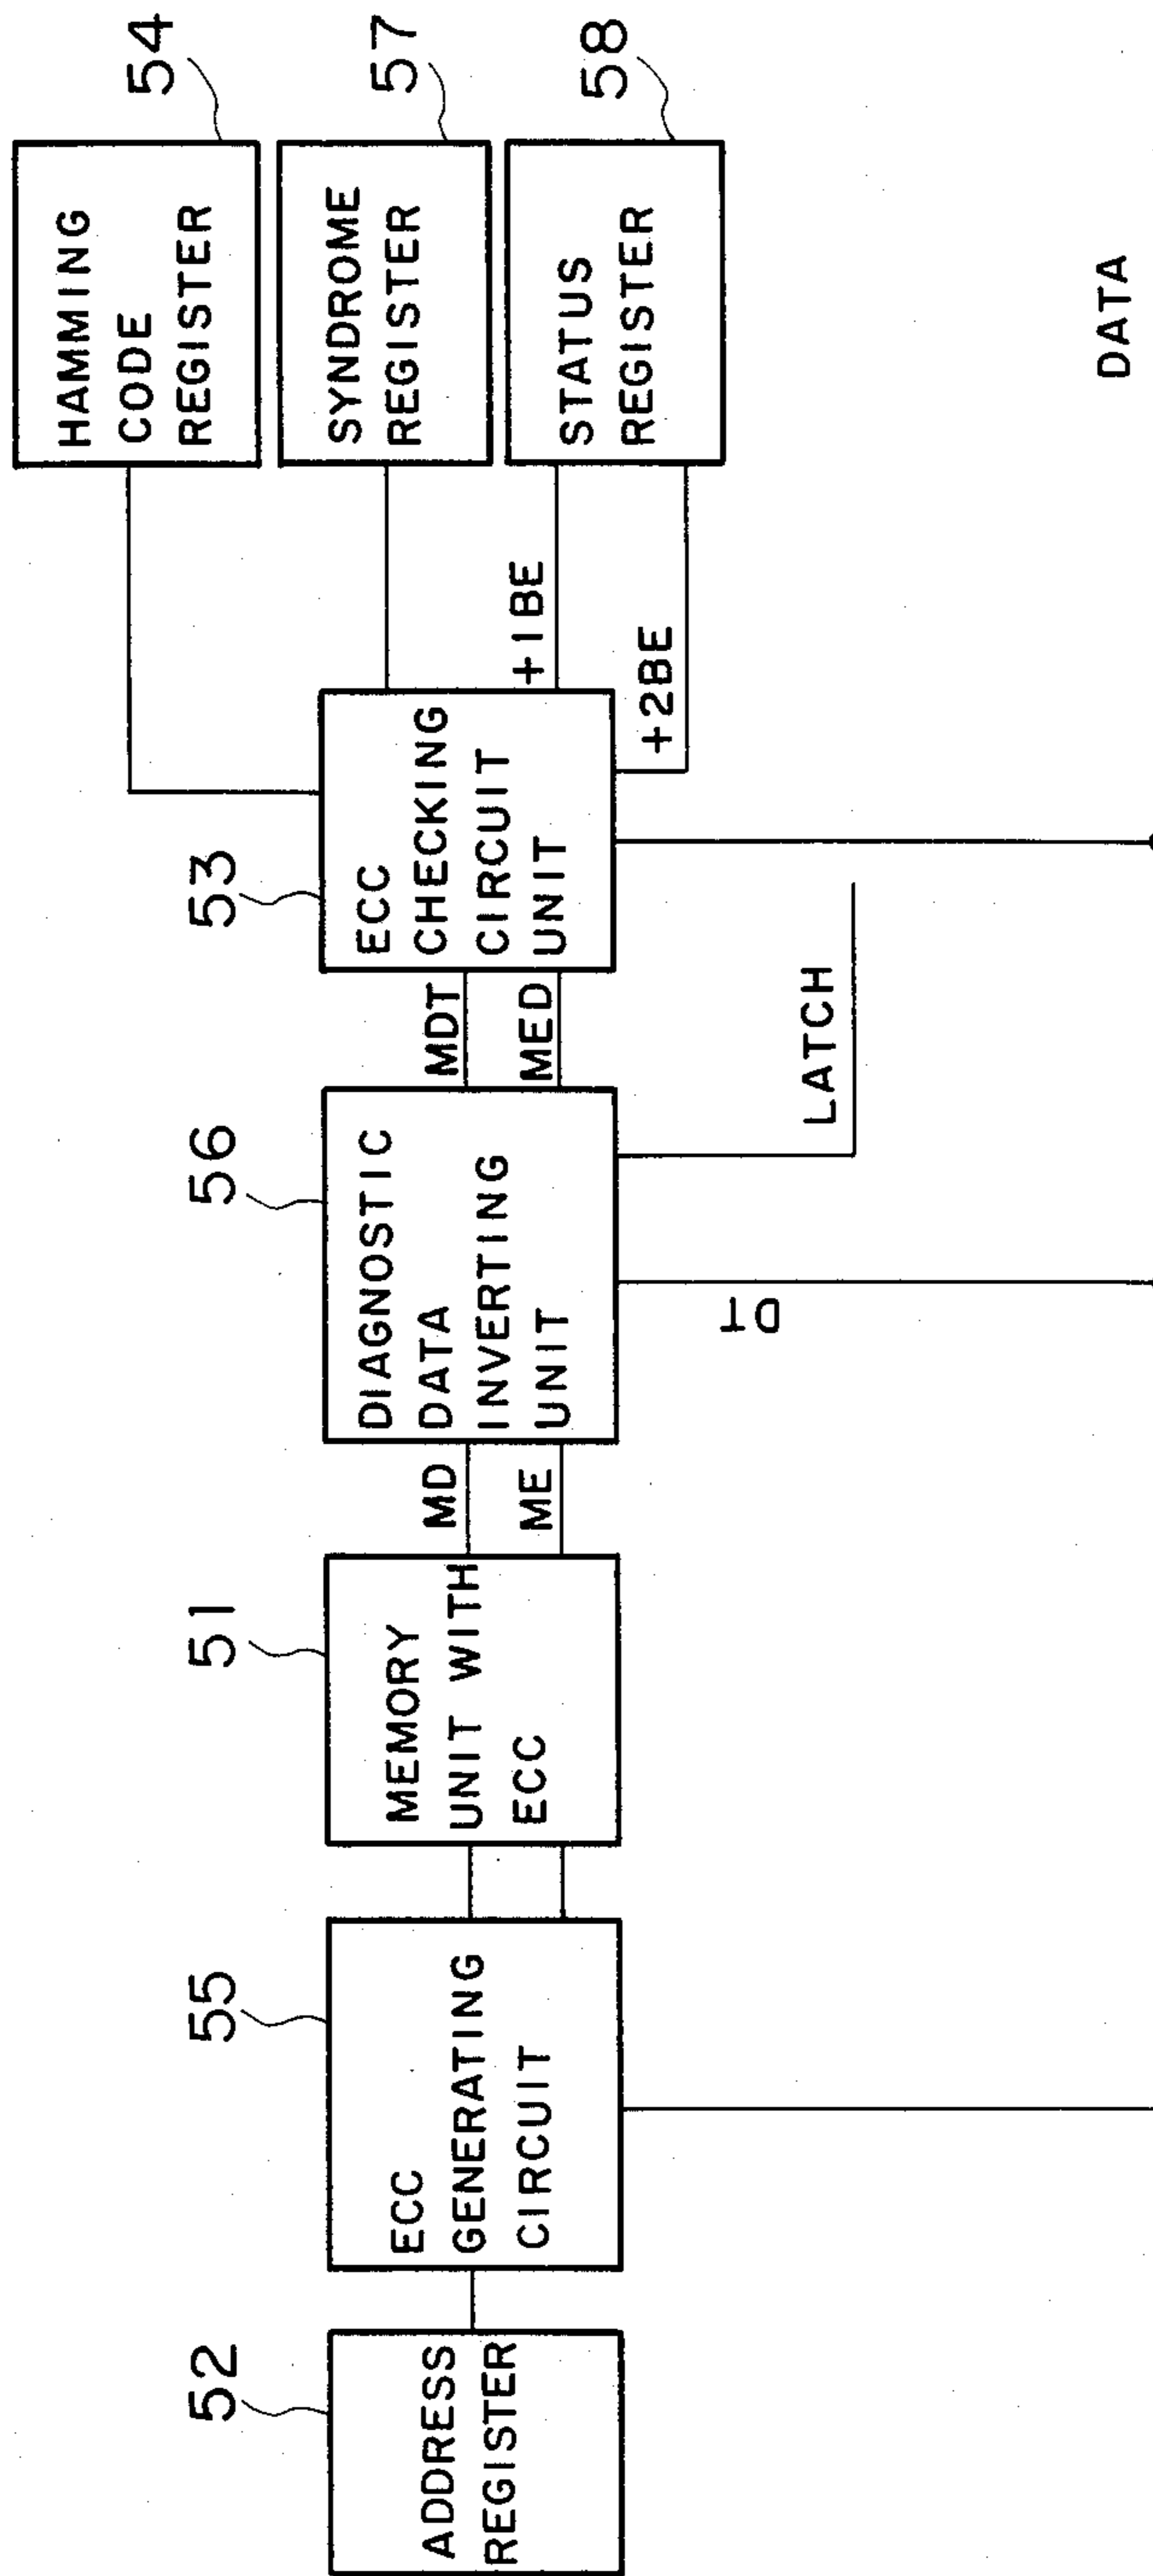 52
ADDRESS
REGISTER
55
ECC
GENERATING
CIRCUIT
51
MEMORY
UNIT WITH
ECC
MD
ME
56
DIAGNOSTIC
DATA
INVERTING
UNIT
DT
LATCH
MDT
MED
53
ECC
CHECKING
CIRCUIT
UNIT
+1BE
+2BE
54
HAMMING
CODE
REGISTER
57
SYNDROME
REGISTER
58
STATUS
REGISTER
DATA